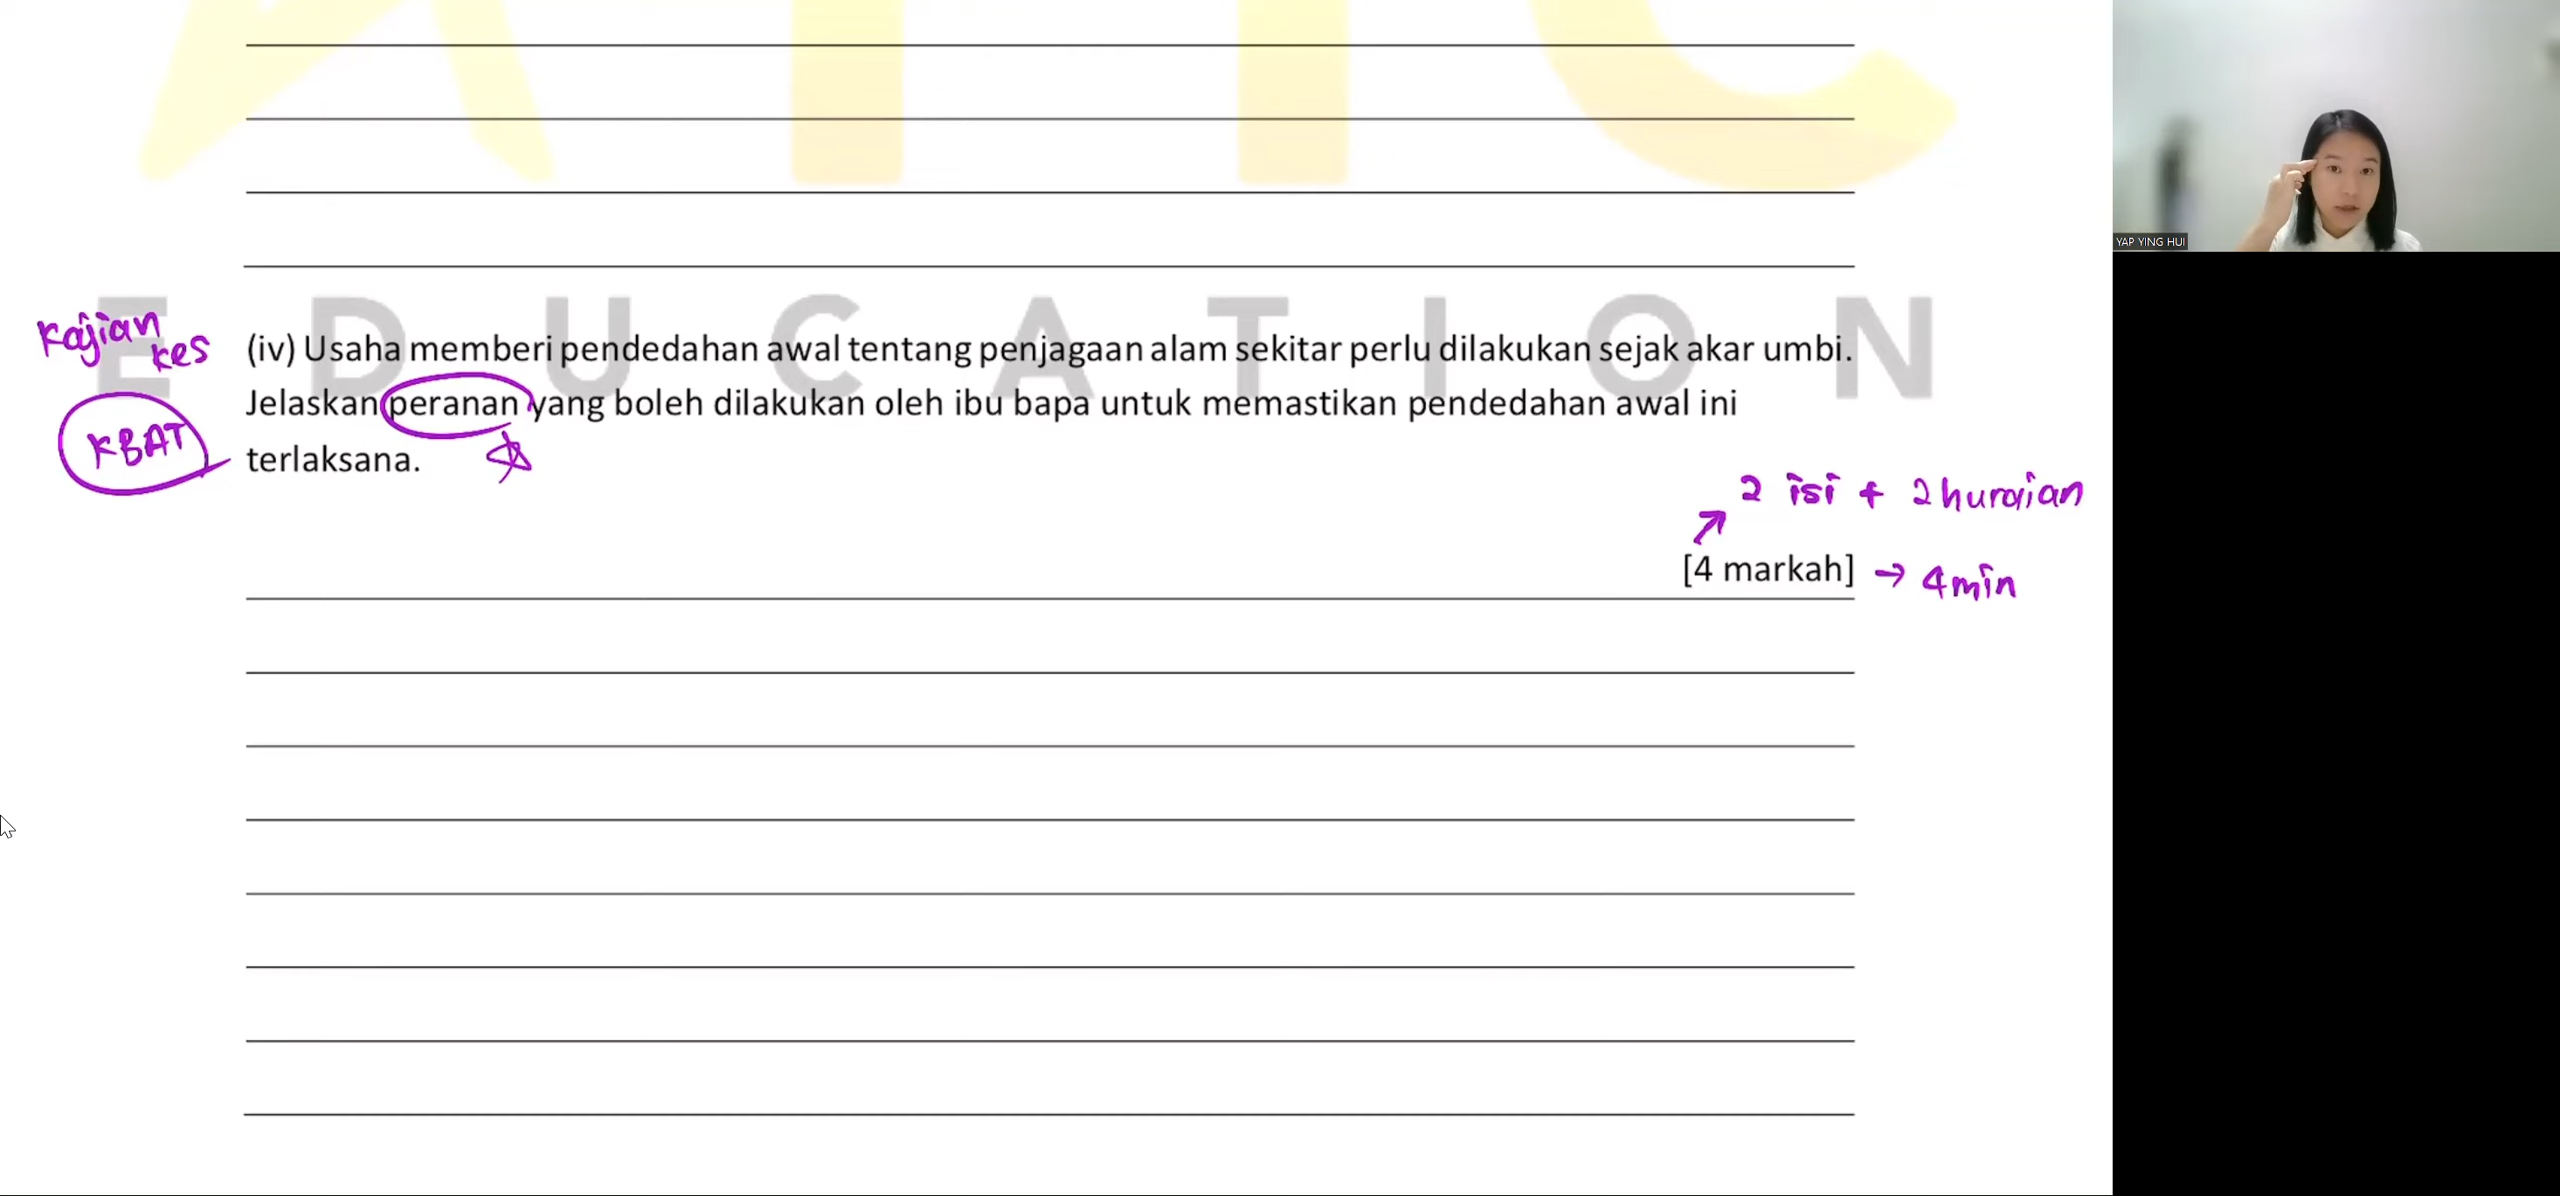 YAP YING HUI
EDUCATION
Kajian kes
(iv) Usaha memberi pendedahan awal tentang penjagaan alam sekitar perlu dilakukan sejak akar umbi.
Jelaskan peranan yang boleh dilakukan oleh ibu bapa untuk memastikan pendedahan awal ini
KBAT
terlaksana.
2 isi + 2 huraian
[4 markah] → 4 min